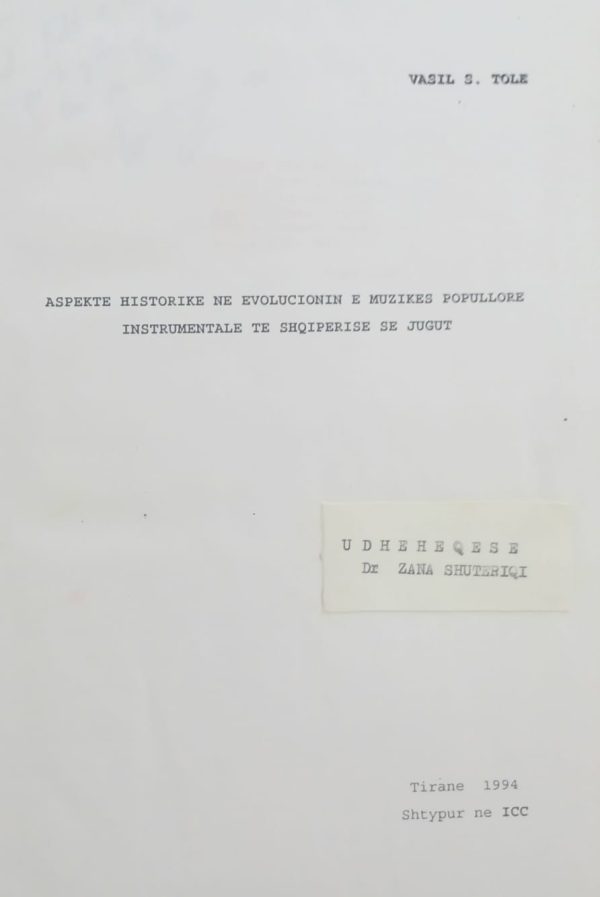 VASIL S. TOLE
ASPEKTE HISTORIKE NE EVOLUCIONIN E MUZIKES POPULLORE
INSTRUMENTALE TE SHQIPERISE SE JUGUT
U D H E H E Q E S E
Dr ZANA SHUTERIQI
Tirane 1994
Shtypur ne ICC